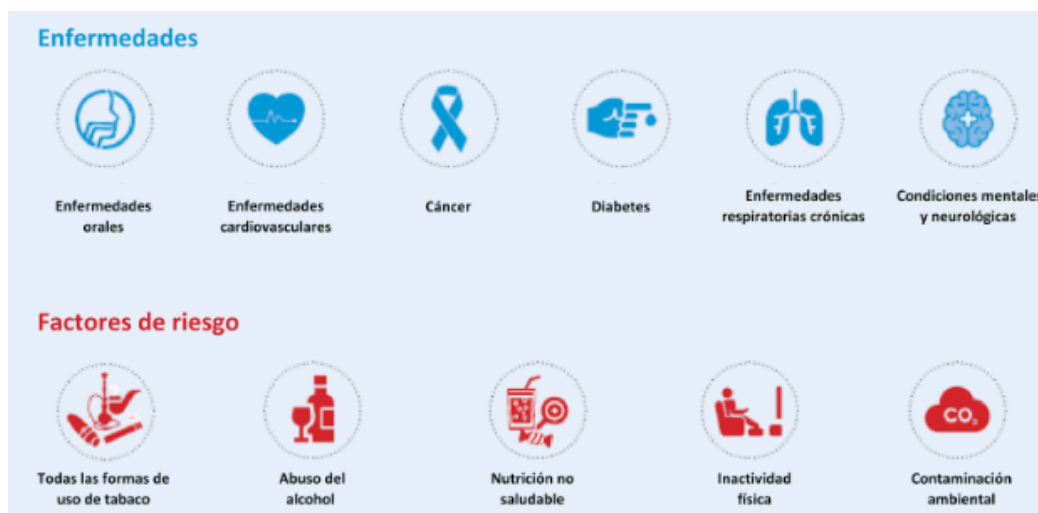 Enfermedades
Enfermedades
orales
Enfermedades
cardiovasculares
Cáncer
Diabetes
Enfermedades
respiratorias crónicas
Condiciones mentales
y neurológicas
Factores de riesgo
CO₂
Todas las formas de
uso de tabaco
Abuso del
alcohol
Nutrición no
saludable
Inactividad
física
Contaminación
ambiental